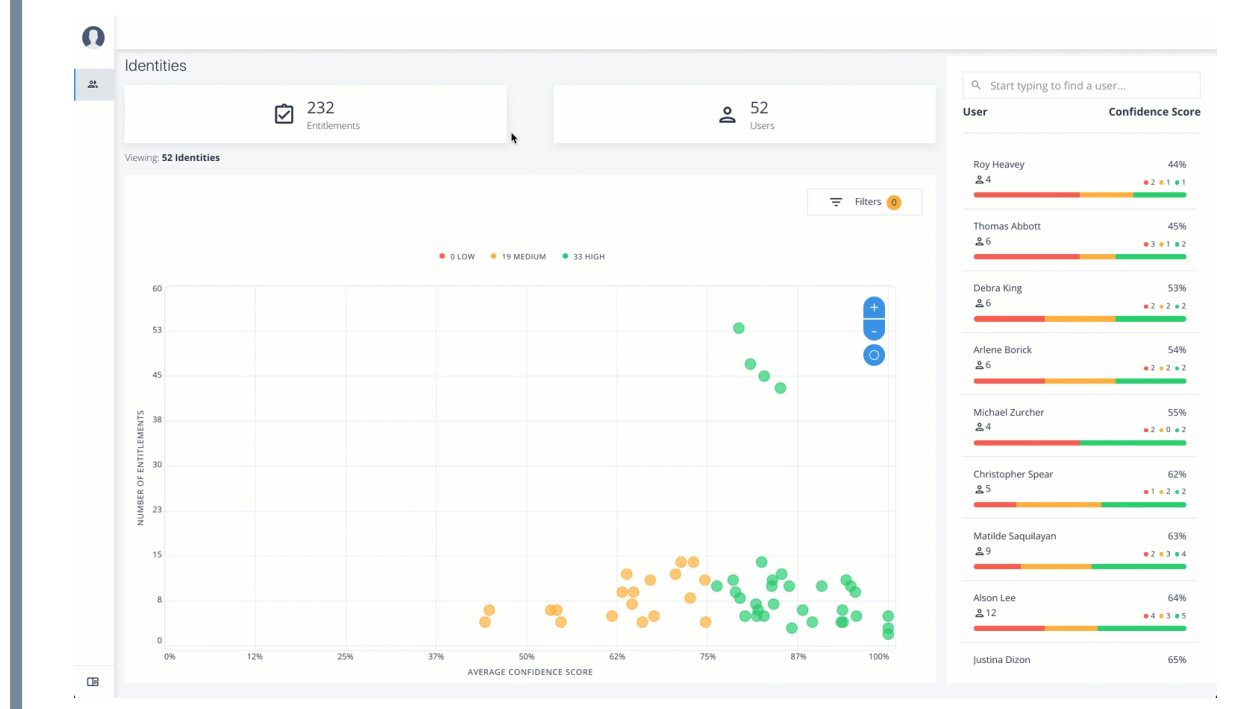 Identities
232
Entitlements
52
Users
Viewing: 52 Identities
Filters 0
0 LOW 19 MEDIUM 33 HIGH
60
53
45
38
30
23
15
8
0
NUMBER OF ENTITLEMENTS
+
-
0% 12% 25% 37% 50% 62% 75% 87% 100%
AVERAGE CONFIDENCE SCORE
Start typing to find a user...
User Confidence Score
Roy Heavey 44%
4 2 1 1
Thomas Abbott 45%
6 3 1 2
Debra King 53%
6 2 2 2
Arlene Borick 54%
6 2 2 2
Michael Zurcher 55%
4 2 0 2
Christopher Spear 62%
5 1 2 2
Matilde Saquilayan 63%
9 2 3 4
Alson Lee 64%
12 4 3 5
Justina Dizon 65%